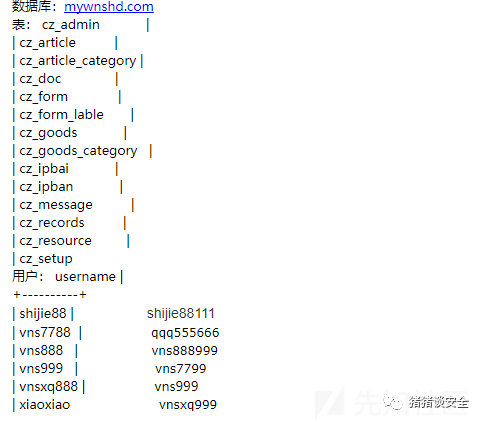 数据库：mywnshd.com
表： cz_admin |
| cz_article |
| cz_article_category |
| cz_doc |
| cz_form |
| cz_form_lable |
| cz_goods |
| cz_goods_category |
| cz_ipbai |
| cz_ipban |
| cz_message |
| cz_records |
| cz_resource |
| cz_setup
用户： username |
+----------+
| shijie88 | shijie88111
| vns7788 | qqq555666
| vns888 | vns888999
| vns999 | vns7799
| vnsxq888 | vns999
| xiaoxiao vnsxq999
猪猪谈安全